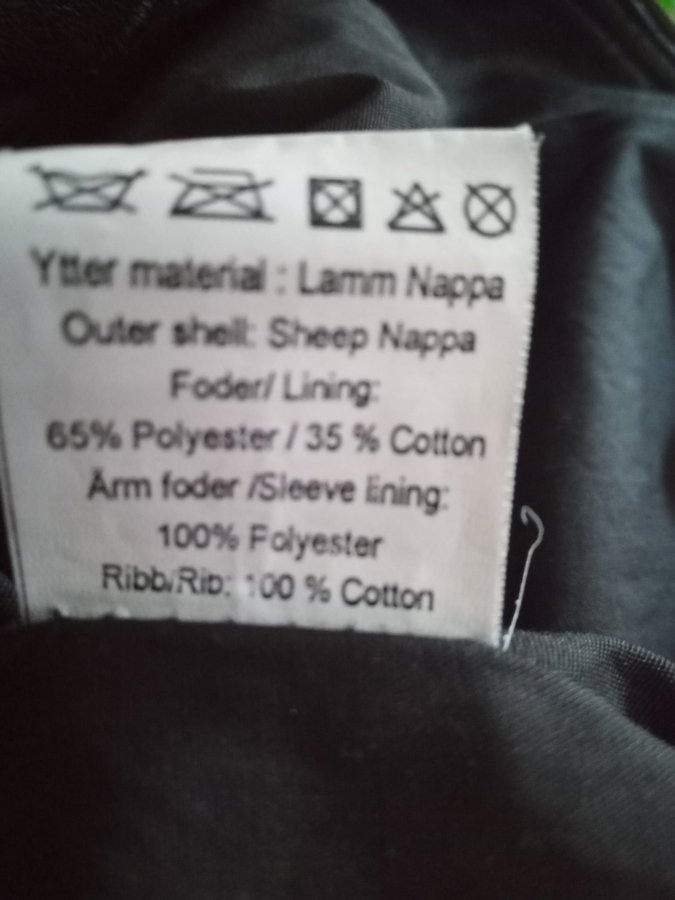 Ytter material : Lamm Nappa
Outer shell: Sheep Nappa
Foder/ Lining:
65% Polyester / 35 % Cotton
Arm foder /Sleeve lining:
100% Polyester
Ribb/Rib: 100 % Cotton